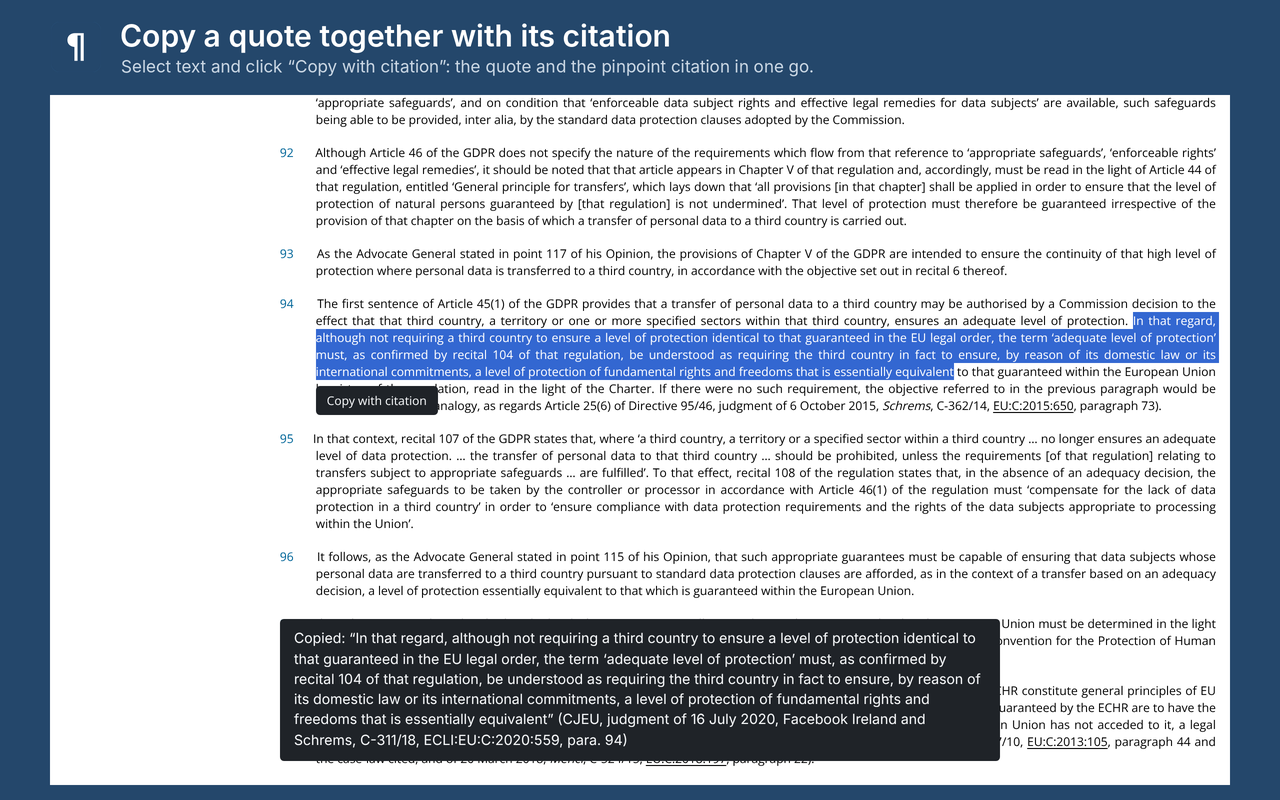 ¶ Copy a quote together with its citation
Select text and click “Copy with citation”: the quote and the pinpoint citation in one go.
‘appropriate safeguards’, and on condition that ‘enforceable data subject rights and effective legal remedies for data subjects’ are available, such safeguards
being able to be provided, inter alia, by the standard data protection clauses adopted by the Commission.
92 Although Article 46 of the GDPR does not specify the nature of the requirements which flow from that reference to ‘appropriate safeguards’, ‘enforceable rights’
and ‘effective legal remedies’, it should be noted that that article appears in Chapter V of that regulation and, accordingly, must be read in the light of Article 44 of
that regulation, entitled ‘General principle for transfers’, which lays down that ‘all provisions [in that chapter] shall be applied in order to ensure that the level of
protection of natural persons guaranteed by [that regulation] is not undermined’. That level of protection must therefore be guaranteed irrespective of the
provision of that chapter on the basis of which a transfer of personal data to a third country is carried out.
93 As the Advocate General stated in point 117 of his Opinion, the provisions of Chapter V of the GDPR are intended to ensure the continuity of that high level of
protection where personal data is transferred to a third country, in accordance with the objective set out in recital 6 thereof.
94 The first sentence of Article 45(1) of the GDPR provides that a transfer of personal data to a third country may be authorised by a Commission decision to the
effect that that third country, a territory or one or more specified sectors within that third country, ensures an adequate level of protection. In that regard,
although not requiring a third country to ensure a level of protection identical to that guaranteed in the EU legal order, the term ‘adequate level of protection’
must, as confirmed by recital 104 of that regulation, be understood as requiring the third country in fact to ensure, by reason of its domestic law or its
international commitments, a level of protection of fundamental rights and freedoms that is essentially equivalent to that guaranteed within the European Union
read in the light of the Charter. If there were no such requirement, the objective referred to in the previous paragraph would be
Copy with citation
as regards Article 25(6) of Directive 95/46, judgment of 6 October 2015, Schrems, C-362/14, EU:C:2015:650, paragraph 73).
95 In that context, recital 107 of the GDPR states that, where ‘a third country, a territory or a specified sector within a third country … no longer ensures an adequate
level of data protection. … the transfer of personal data to that third country … should be prohibited, unless the requirements [of that regulation] relating to
transfers subject to appropriate safeguards … are fulfilled’. To that effect, recital 108 of the regulation states that, in the absence of an adequacy decision, the
appropriate safeguards to be taken by the controller or processor in accordance with Article 46(1) of the regulation must ‘compensate for the lack of data
protection in a third country’ in order to ‘ensure compliance with data protection requirements and the rights of the data subjects appropriate to processing
within the Union’.
96 It follows, as the Advocate General stated in point 115 of his Opinion, that such appropriate guarantees must be capable of ensuring that data subjects whose
personal data are transferred to a third country pursuant to standard data protection clauses are afforded, as in the context of a transfer based on an adequacy
decision, a level of protection essentially equivalent to that which is guaranteed within the European Union.
Union must be determined in the light
for the Protection of Human
constitute general principles of EU
by the ECHR are to have the
Union has not acceded to it, a legal
EU:C:2013:105, paragraph 44 and
Copied: “In that regard, although not requiring a third country to ensure a level of protection identical to
that guaranteed in the EU legal order, the term ‘adequate level of protection’ must, as confirmed by
recital 104 of that regulation, be understood as requiring the third country in fact to ensure, by reason of
its domestic law or its international commitments, a level of protection of fundamental rights and
freedoms that is essentially equivalent” (CJEU, judgment of 16 July 2020, Facebook Ireland and
Schrems, C-311/18, ECLI:EU:C:2020:559, para. 94)